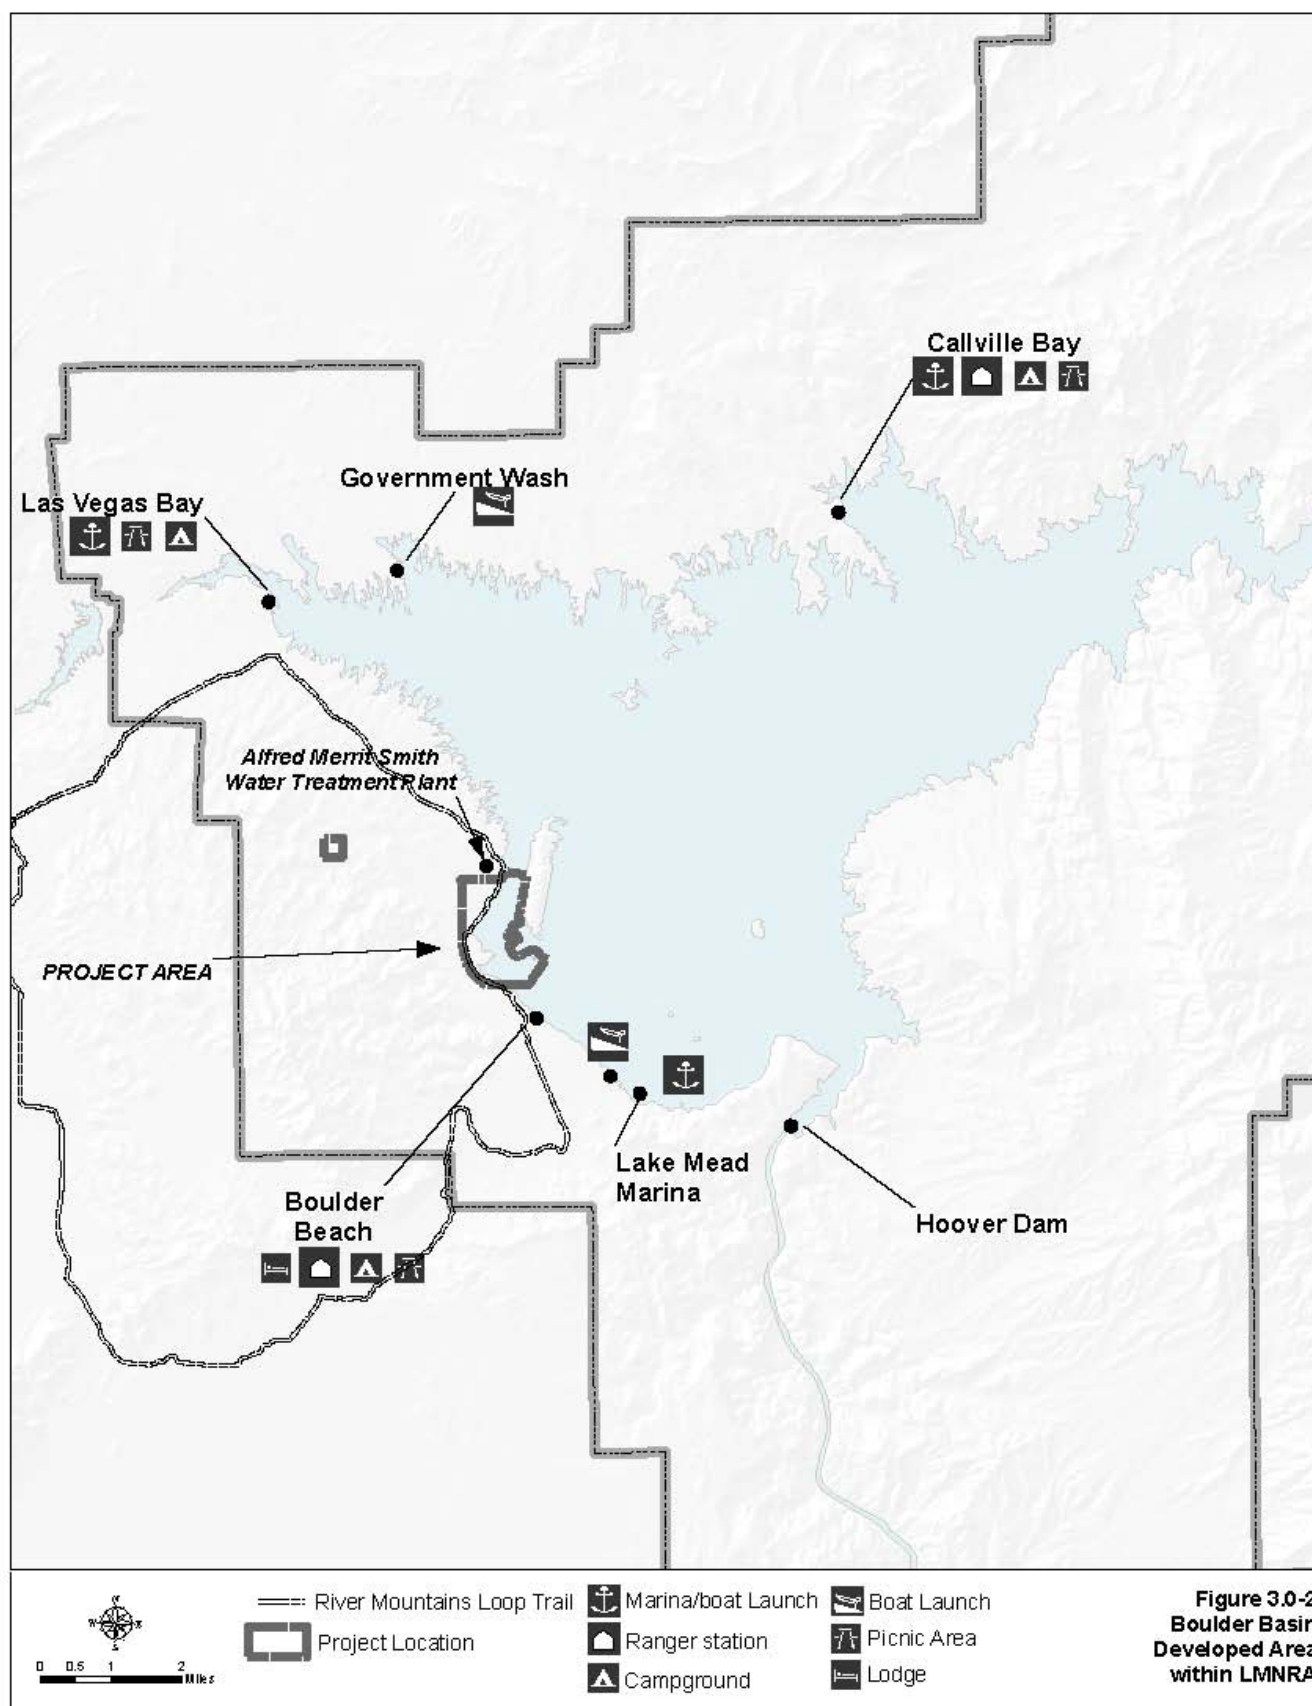 Callville Bay
Government Wash
Las Vegas Bay
Alfred Merrit Smith
Water Treatment Plant
PROJECT AREA
Lake Mead
Marina
Boulder
Beach
Hoover Dam
River Mountains Loop Trail
Project Location
Marina/boat Launch
Ranger station
Campground
Boat Launch
Picnic Area
Lodge
0 0.5 1 2
Miles
Figure 3.0-2
Boulder Basin
Developed Area
within LMNRA